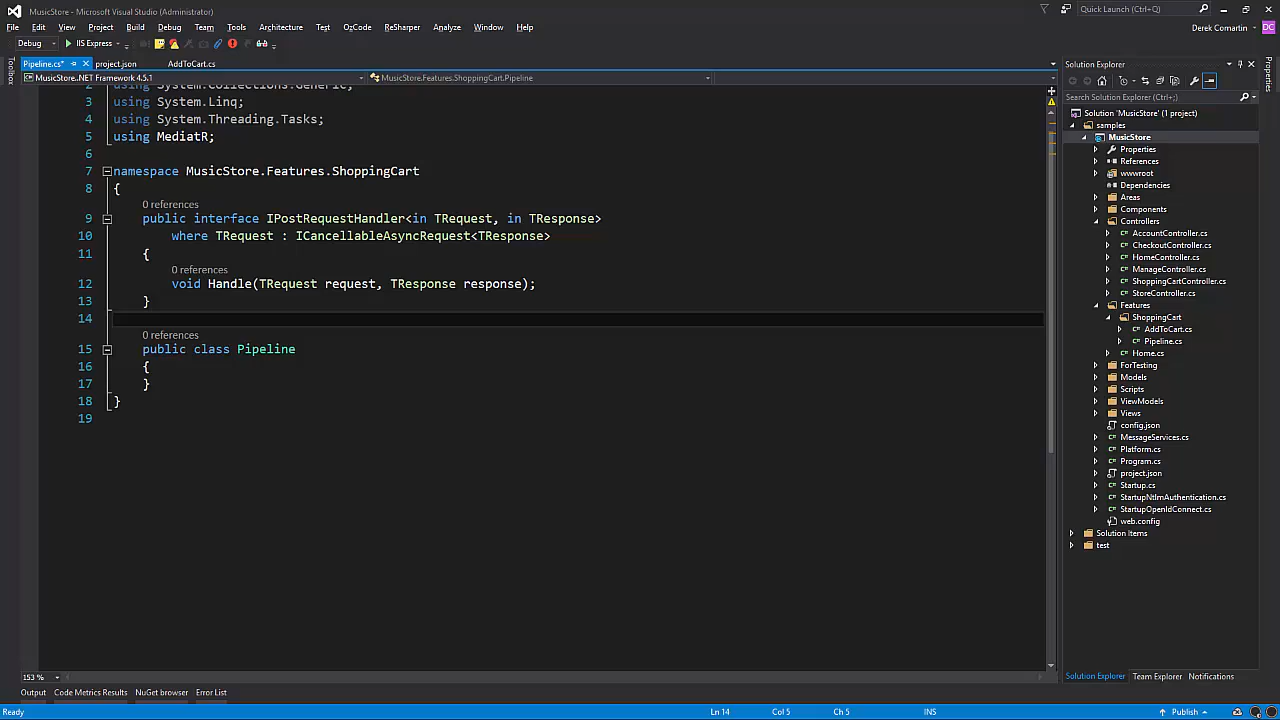 MusicStore - Microsoft Visual Studio (Administrator)
Quick Launch (Ctrl+Q)
File Edit View Project Build Debug Team Tools Architecture Test OzCode ReSharper Analyze Window Help
Derek Comartin
DC
Debug IIS Express
Toolbox
Pipeline.cs* project.json AddToCart.cs
MusicStore..NET Framework 4.5.1
MusicStore.Features.ShoppingCart.Pipeline
2 using System.Collections.Generic;
3 using System.Linq;
4 using System.Threading.Tasks;
5 using MediatR;
6
7 namespace MusicStore.Features.ShoppingCart
8 {
0 references
9 public interface IPostRequestHandler<in TRequest, in TResponse>
10 where TRequest : ICancellableAsyncRequest<TResponse>
11 {
0 references
12 void Handle(TRequest request, TResponse response);
13 }
14
0 references
15 public class Pipeline
16 {
17 }
18 }
19
153 %
Solution Explorer
Search Solution Explorer (Ctrl+;)
Solution 'MusicStore' (1 project)
samples
MusicStore
Properties
References
wwwroot
Dependencies
Areas
Components
Controllers
AccountController.cs
CheckoutController.cs
HomeController.cs
ManageController.cs
ShoppingCartController.cs
StoreController.cs
Features
ShoppingCart
AddToCart.cs
Pipeline.cs
Home.cs
ForTesting
Models
Scripts
ViewModels
Views
config.json
MessageServices.cs
Platform.cs
Program.cs
project.json
Startup.cs
StartupNtlmAuthentication.cs
StartupOpenIdConnect.cs
web.config
Solution Items
test
Properties
Solution Explorer Team Explorer Notifications
Output Code Metrics Results NuGet browser Error List
Ready Ln 14 Col 5 Ch 5 INS Publish